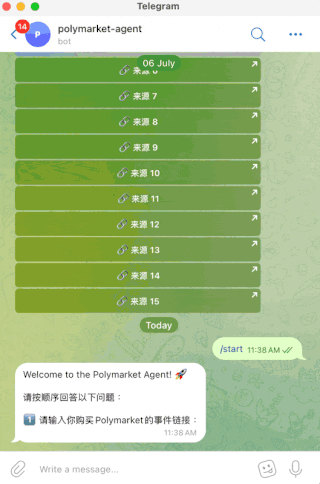 Telegram
14
P
polymarket-agent
bot
06 July
来源 7
来源 8
来源 9
来源 10
来源 11
来源 12
来源 13
来源 14
来源 15
Today
/start 11:38 AM
Welcome to the Polymarket Agent! 🚀
请按顺序回答以下问题：
1️⃣ 请输入你购买Polymarket的事件链接：
11:38 AM
Write a message...